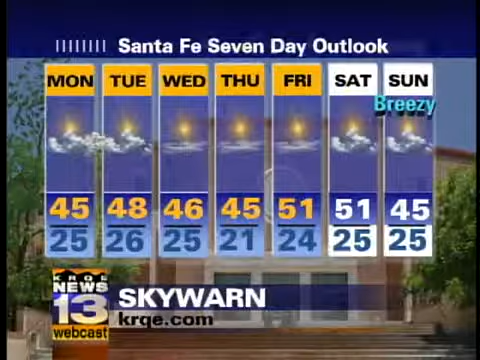 Santa Fe Seven Day Outlook
MON TUE WED THU FRI SAT SUN
Breezy
45 48 46 45 51 51 45
25 26 25 21 24 25 25
KRQE
NEWS
13
webcast
SKYWARN
krqe.com